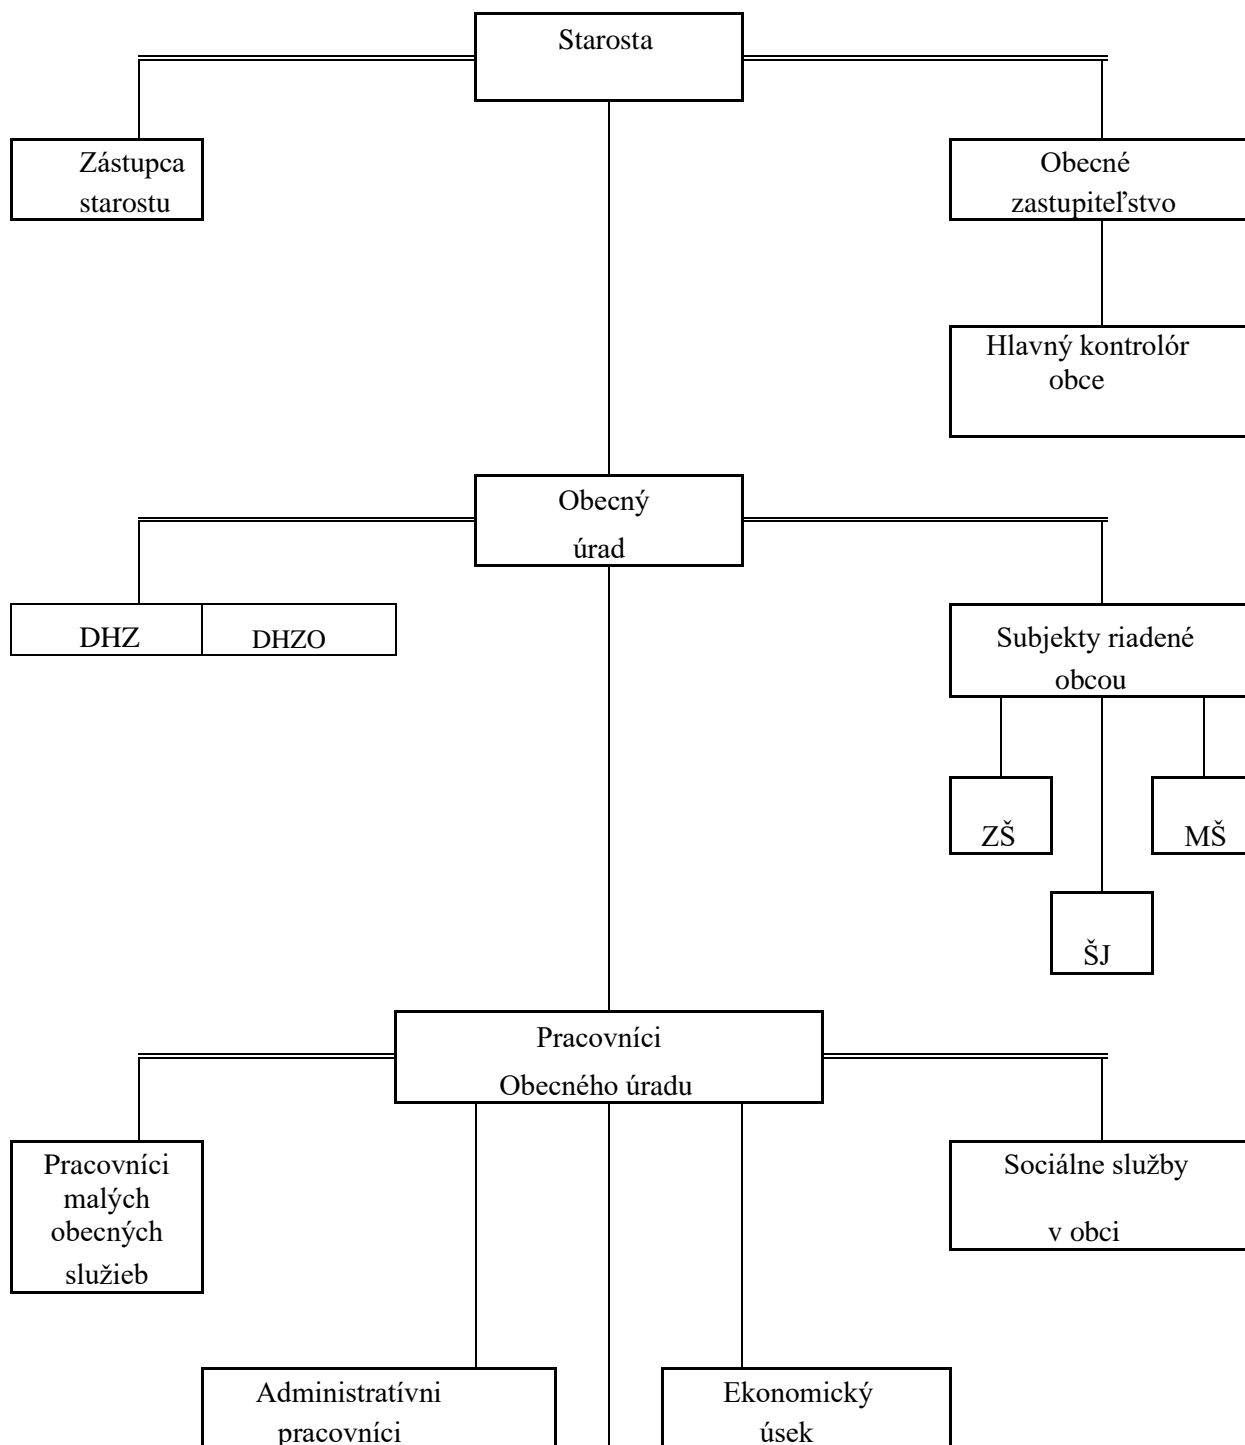 Starosta
Zástupca
starostu
Obecné
zastupiteľstvo
Hlavný kontrolór
obce
Obecný
úrad
DHZ
DHZO
Subjekty riadené
obcou
ZŠ
MŠ
ŠJ
Pracovníci
Obecného úradu
Pracovníci
malých
obecných
služieb
Sociálne služby
v obci
Administratívni
pracovníci
Ekonomický
úsek